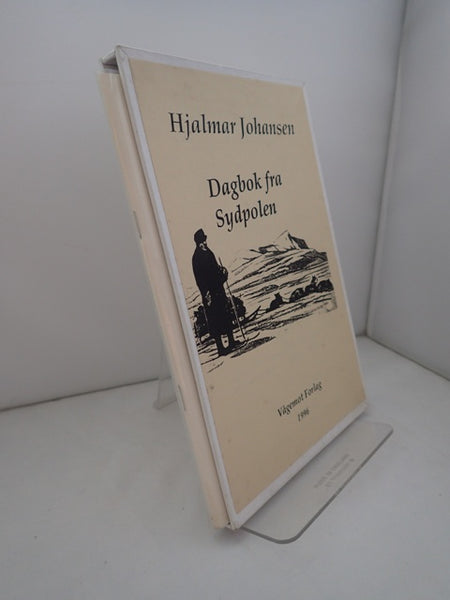 Hjalmar Johansen
Dagbok fra
Sydpolen
Vågemot Forlag
1996